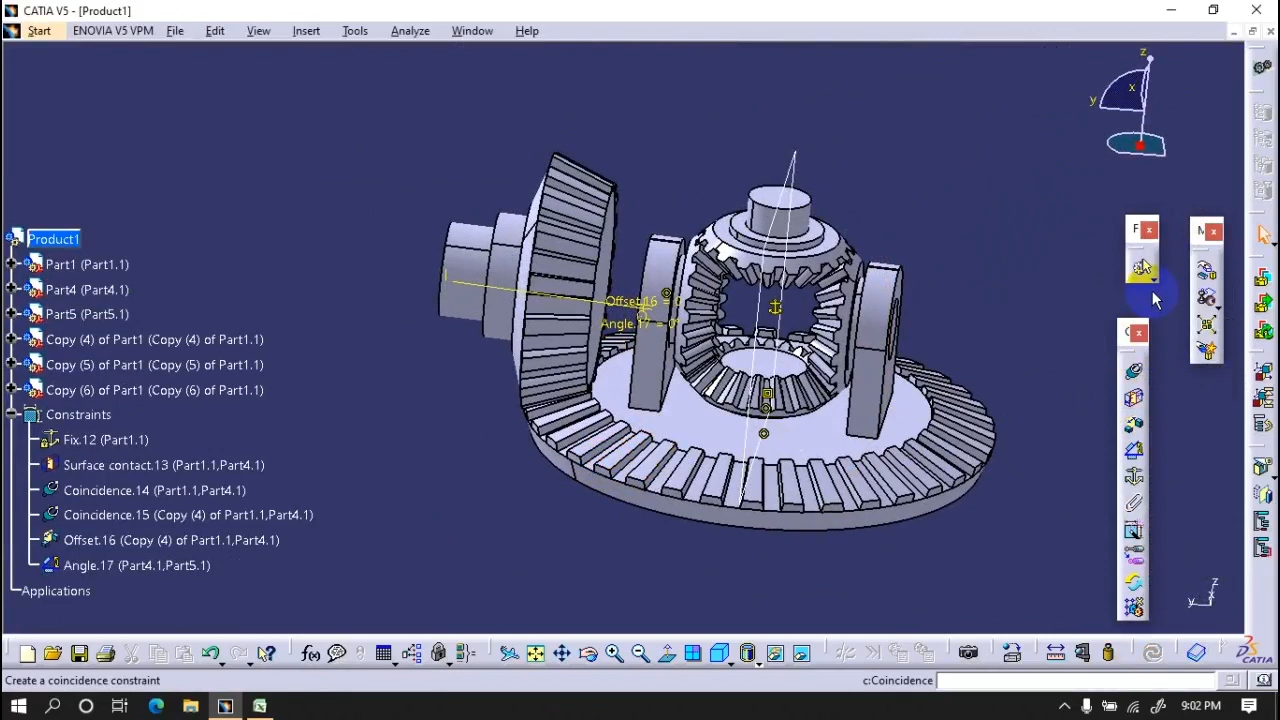 CATIA V5 - [Product1]
Start ENOVIA V5 VPM File Edit View Insert Tools Analyze Window Help
z
x
y
F
Product1
Part1 (Part1.1)
Part4 (Part4.1)
Part5 (Part5.1)
Copy (4) of Part1 (Copy (4) of Part1.1)
Copy (5) of Part1 (Copy (5) of Part1.1)
Copy (6) of Part1 (Copy (6) of Part1.1)
Constraints
Fix.12 (Part1.1)
Surface contact.13 (Part1.1,Part4.1)
Coincidence.14 (Part1.1,Part4.1)
Coincidence.15 (Copy (4) of Part1.1,Part4.1)
Offset.16 (Copy (4) of Part1.1,Part4.1)
Angle.17 (Part4.1,Part5.1)
Applications
Offset.16 = 0
Angle.17 = 0°
z
x
y
f(x)
CATIA
Create a coincidence constraint
c:Coincidence
9:02 PM